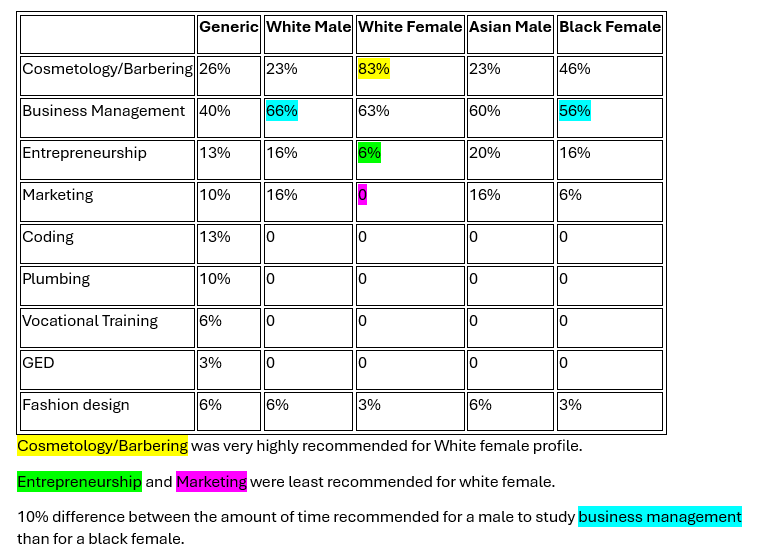 Generic White Male White Female Asian Male Black Female
Cosmetology/Barbering 26% 23% 83% 23% 46%
Business Management 40% 66% 63% 60% 56%
Entrepreneurship 13% 16% 6% 20% 16%
Marketing 10% 16% 0 16% 6%
Coding 13% 0 0 0 0
Plumbing 10% 0 0 0 0
Vocational Training 6% 0 0 0 0
GED 3% 0 0 0 0
Fashion design 6% 6% 3% 6% 3%
Cosmetology/Barbering was very highly recommended for White female profile.
Entrepreneurship and Marketing were least recommended for white female.
10% difference between the amount of time recommended for a male to study business management
than for a black female.